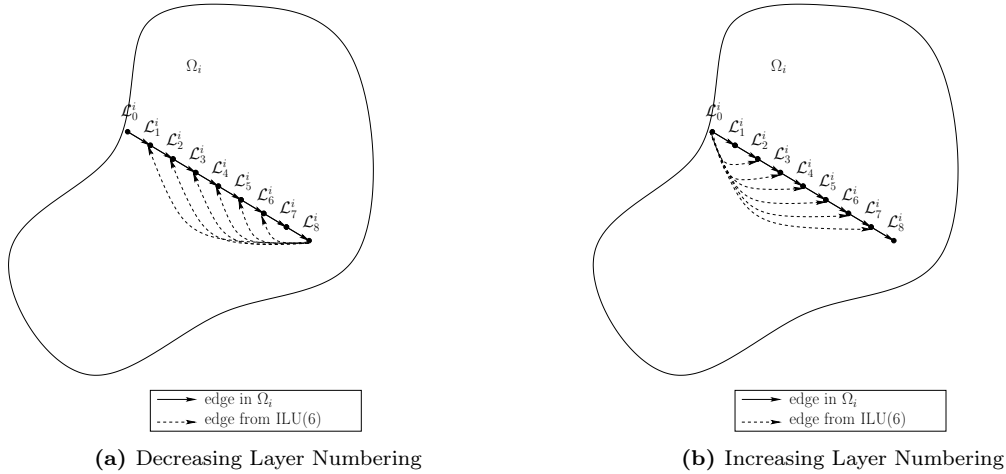 Ω_i
ℒ_0^i
ℒ_1^i
ℒ_2^i
ℒ_3^i
ℒ_4^i
ℒ_5^i
ℒ_6^i
ℒ_7^i
ℒ_8^i
edge in Ω_i
edge from ILU(6)
(a) Decreasing Layer Numbering
Ω_i
ℒ_0^i
ℒ_1^i
ℒ_2^i
ℒ_3^i
ℒ_4^i
ℒ_5^i
ℒ_6^i
ℒ_7^i
ℒ_8^i
edge in Ω_i
edge from ILU(6)
(b) Increasing Layer Numbering